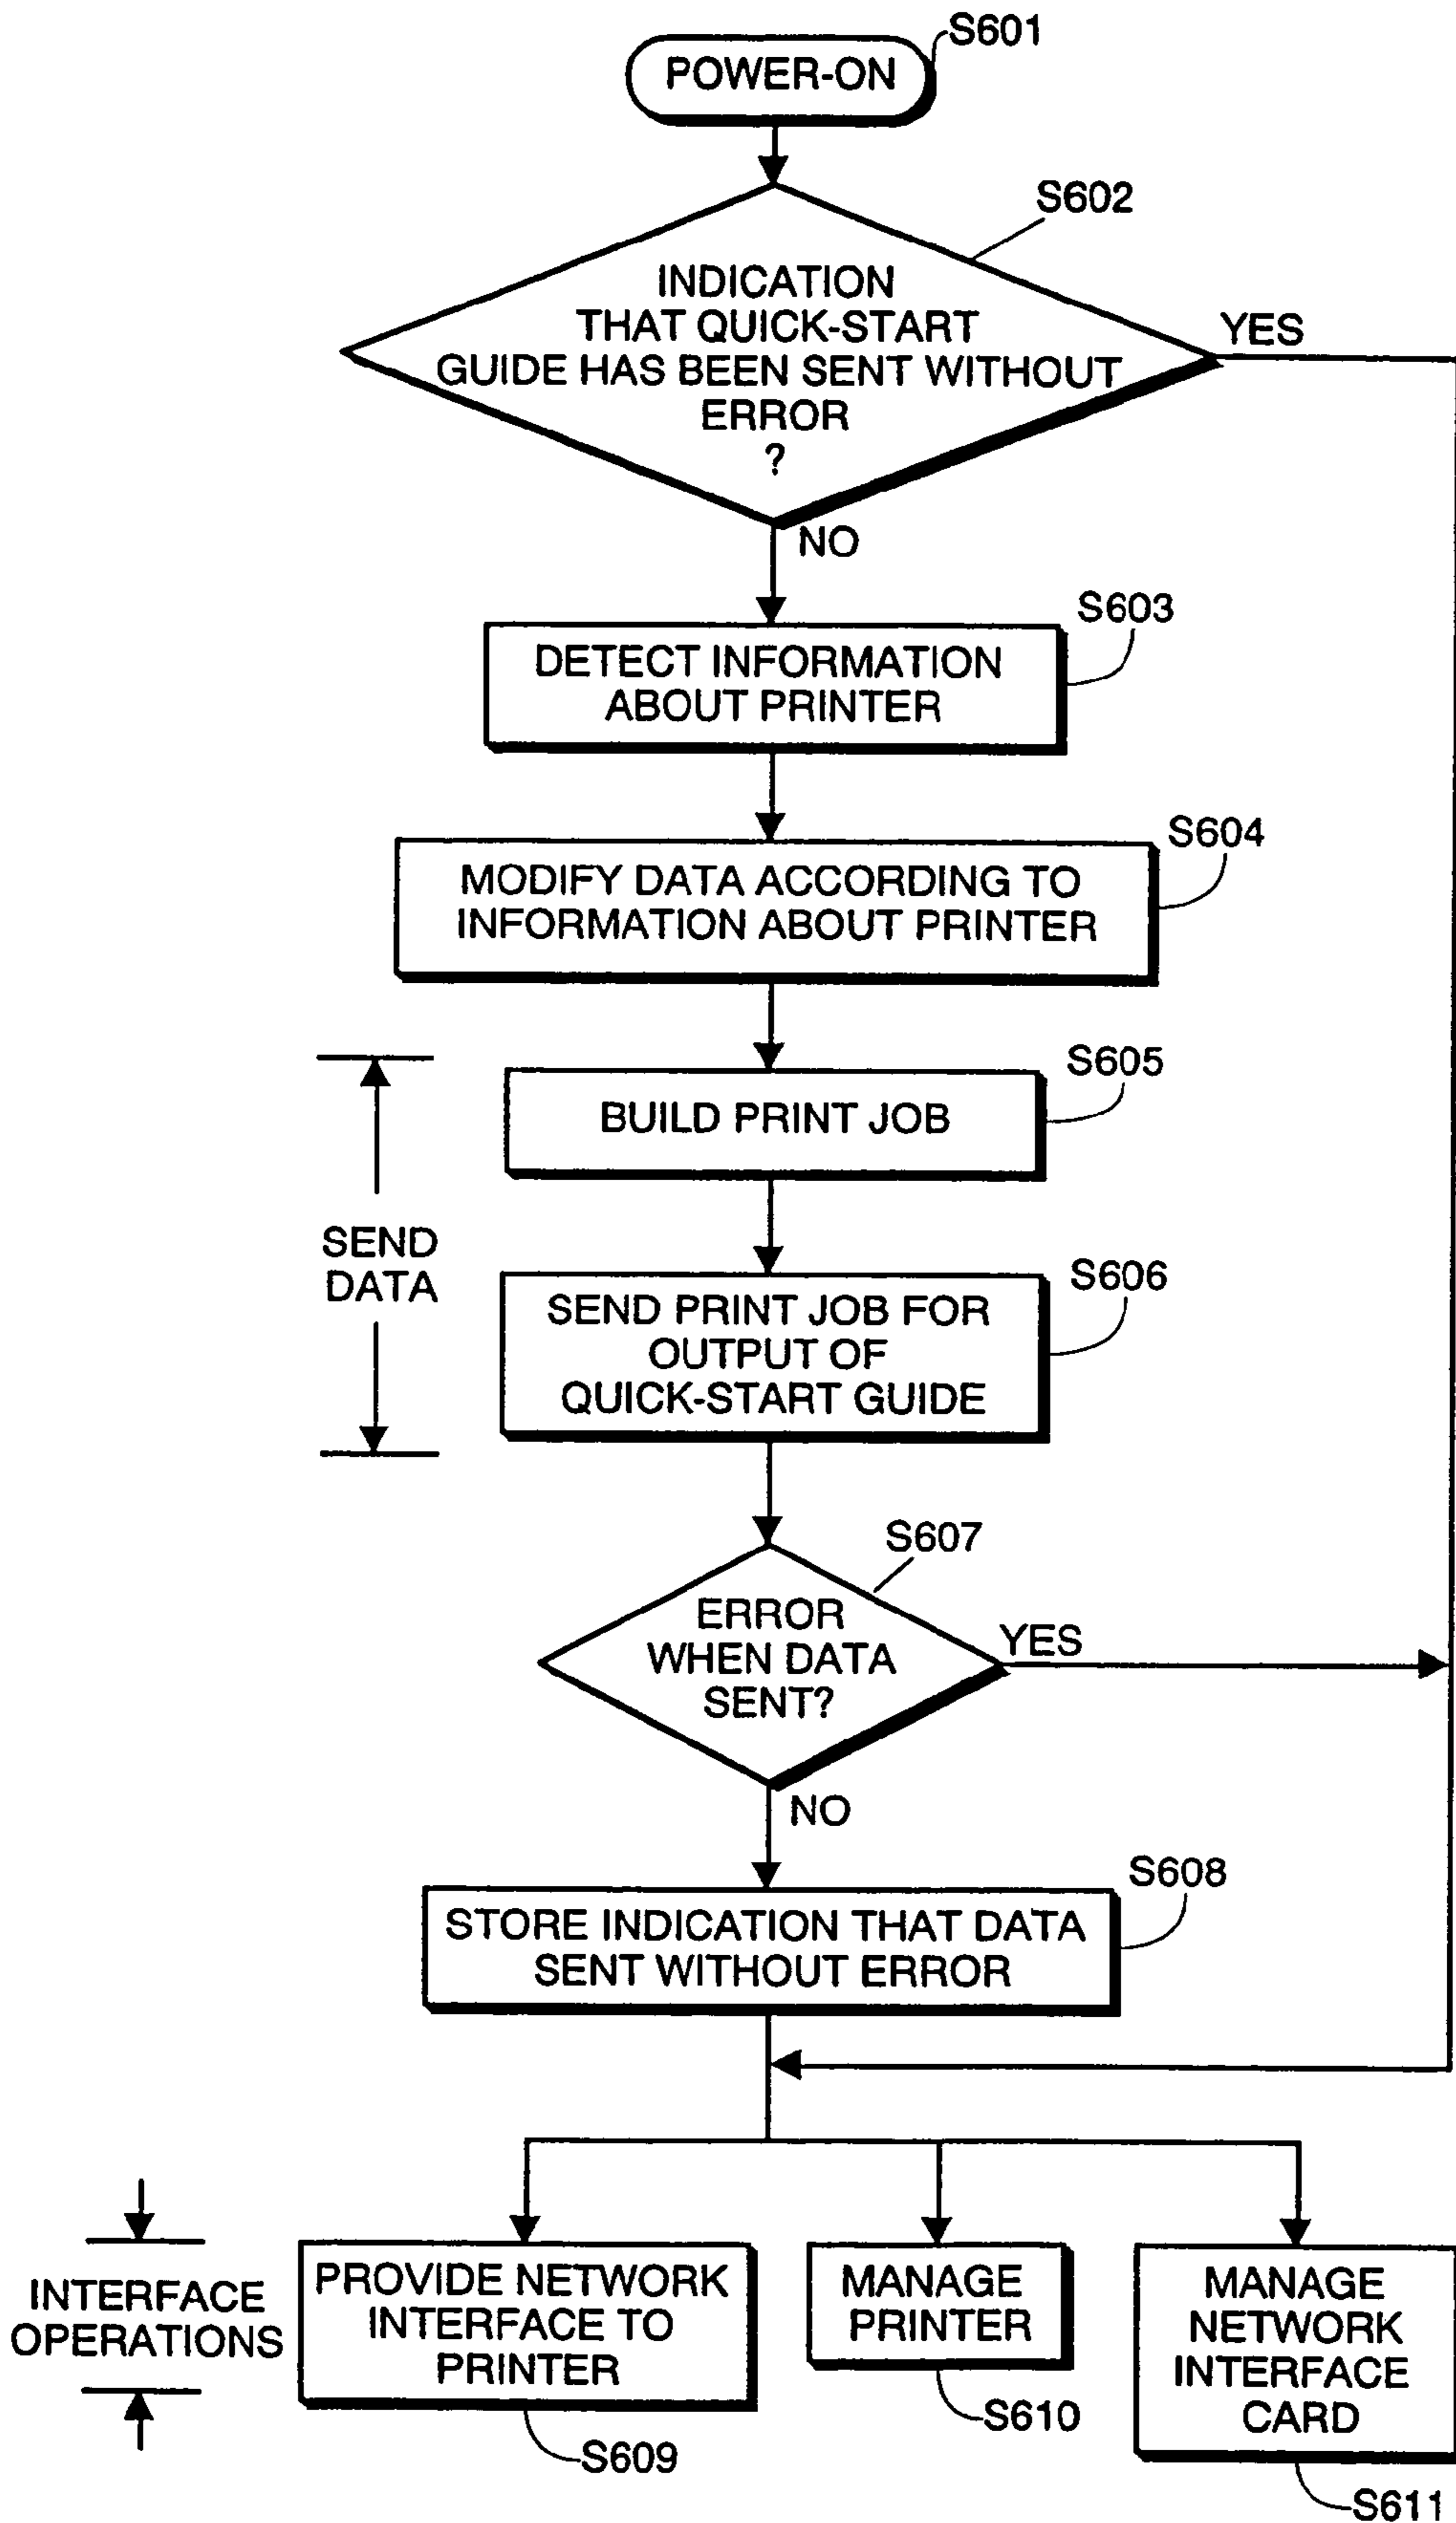 S601
POWER-ON
S602
INDICATION
THAT QUICK-START
GUIDE HAS BEEN SENT WITHOUT
ERROR
?
YES
NO
S603
DETECT INFORMATION
ABOUT PRINTER
S604
MODIFY DATA ACCORDING TO
INFORMATION ABOUT PRINTER
S605
BUILD PRINT JOB
SEND
DATA
S606
SEND PRINT JOB FOR
OUTPUT OF
QUICK-START GUIDE
S607
ERROR
WHEN DATA
SENT?
YES
NO
S608
STORE INDICATION THAT DATA
SENT WITHOUT ERROR
INTERFACE
OPERATIONS
PROVIDE NETWORK
INTERFACE TO
PRINTER
S609
MANAGE
PRINTER
S610
MANAGE
NETWORK
INTERFACE
CARD
S611